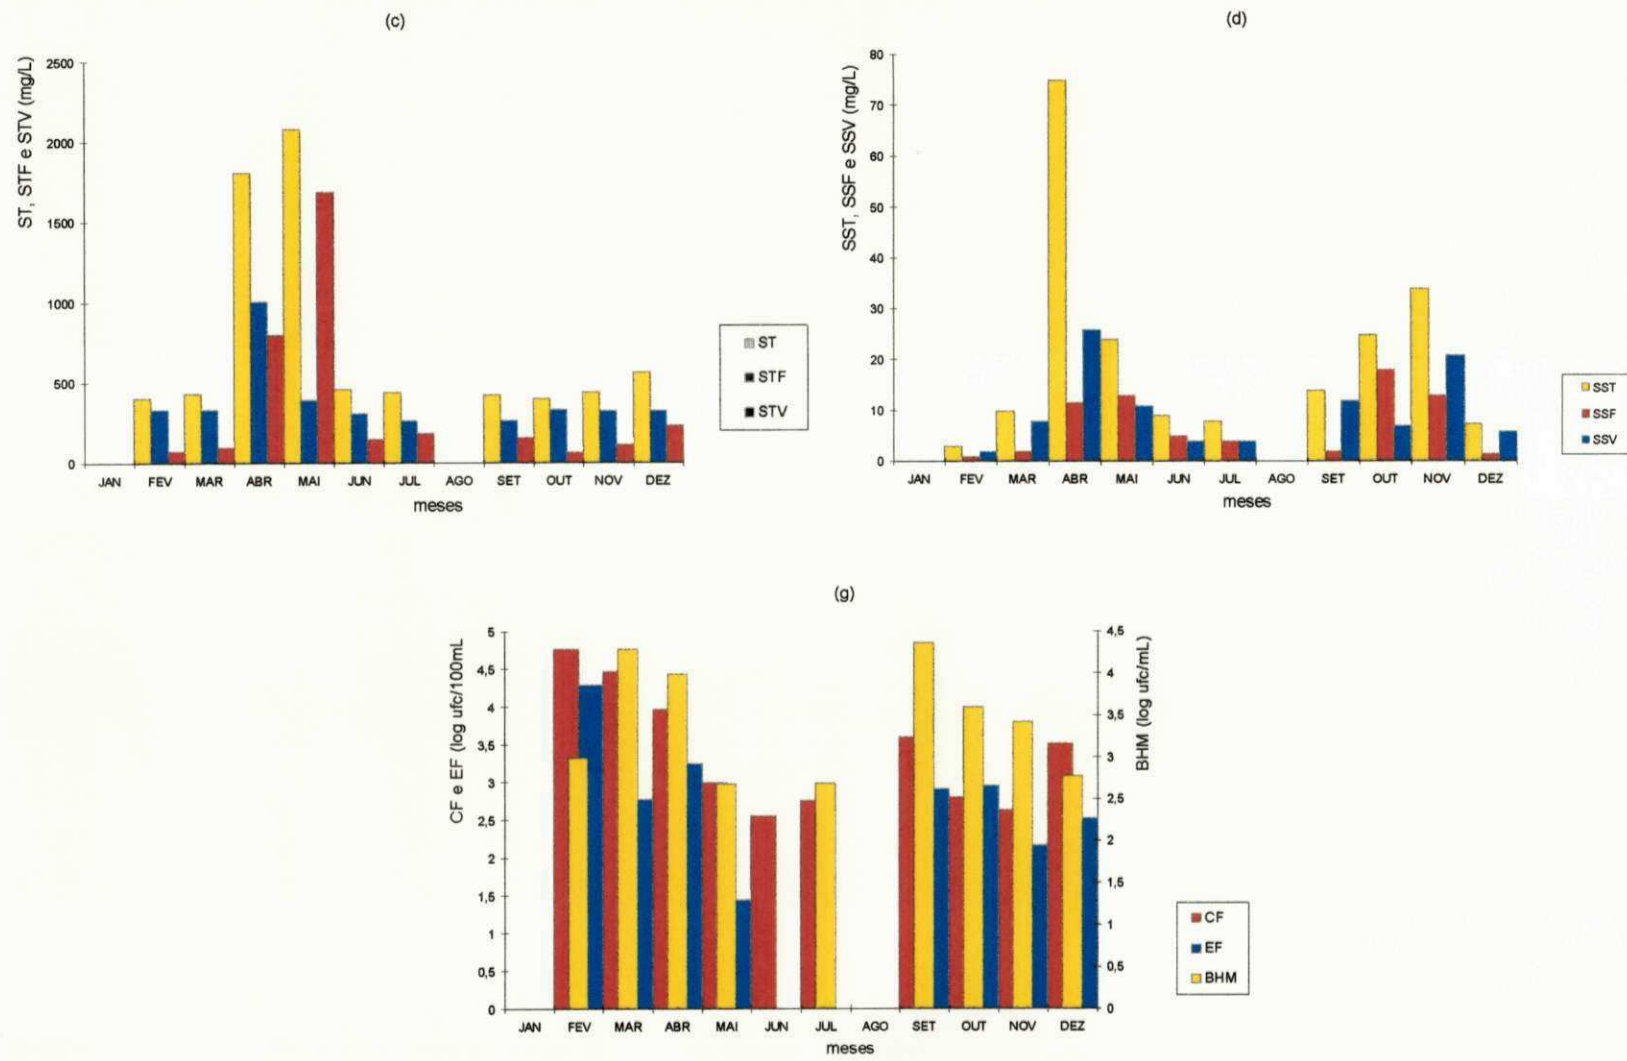 (c)
ST, STF e STV (mg/L)
2500
2000
1500
1000
500
0
JAN FEV MAR ABR MAI JUN JUL AGO SET OUT NOV DEZ
meses
ST
STF
STV
(d)
SST, SSF e SSV (mg/L)
80
70
60
50
40
30
20
10
0
JAN FEV MAR ABR MAI JUN JUL AGO SET OUT NOV DEZ
meses
SST
SSF
SSV
(g)
CF e EF (log ufc/100mL
5
4,5
4
3,5
3
2,5
2
1,5
1
0,5
0
BHM (log ufc/mL)
4,5
4
3,5
3
2,5
2
1,5
1
0,5
0
JAN FEV MAR ABR MAI JUN JUL AGO SET OUT NOV DEZ
meses
CF
EF
BHM